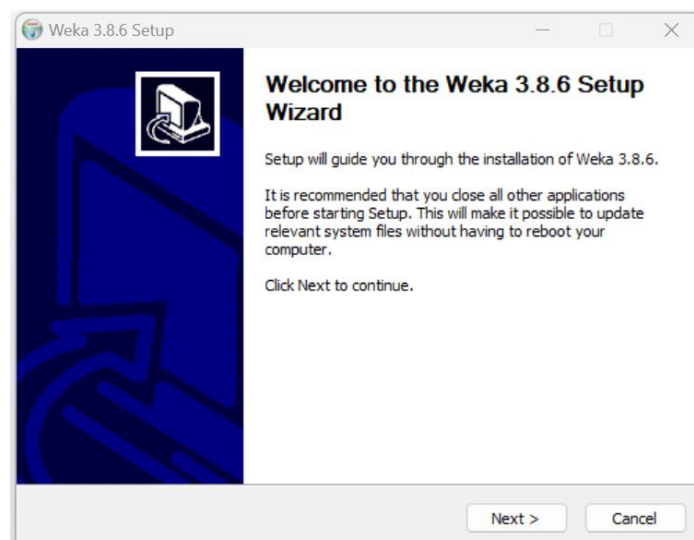 Weka 3.8.6 Setup
Welcome to the Weka 3.8.6 Setup
Wizard
Setup will guide you through the installation of Weka 3.8.6.
It is recommended that you close all other applications
before starting Setup. This will make it possible to update
relevant system files without having to reboot your
computer.
Click Next to continue.
Next >
Cancel